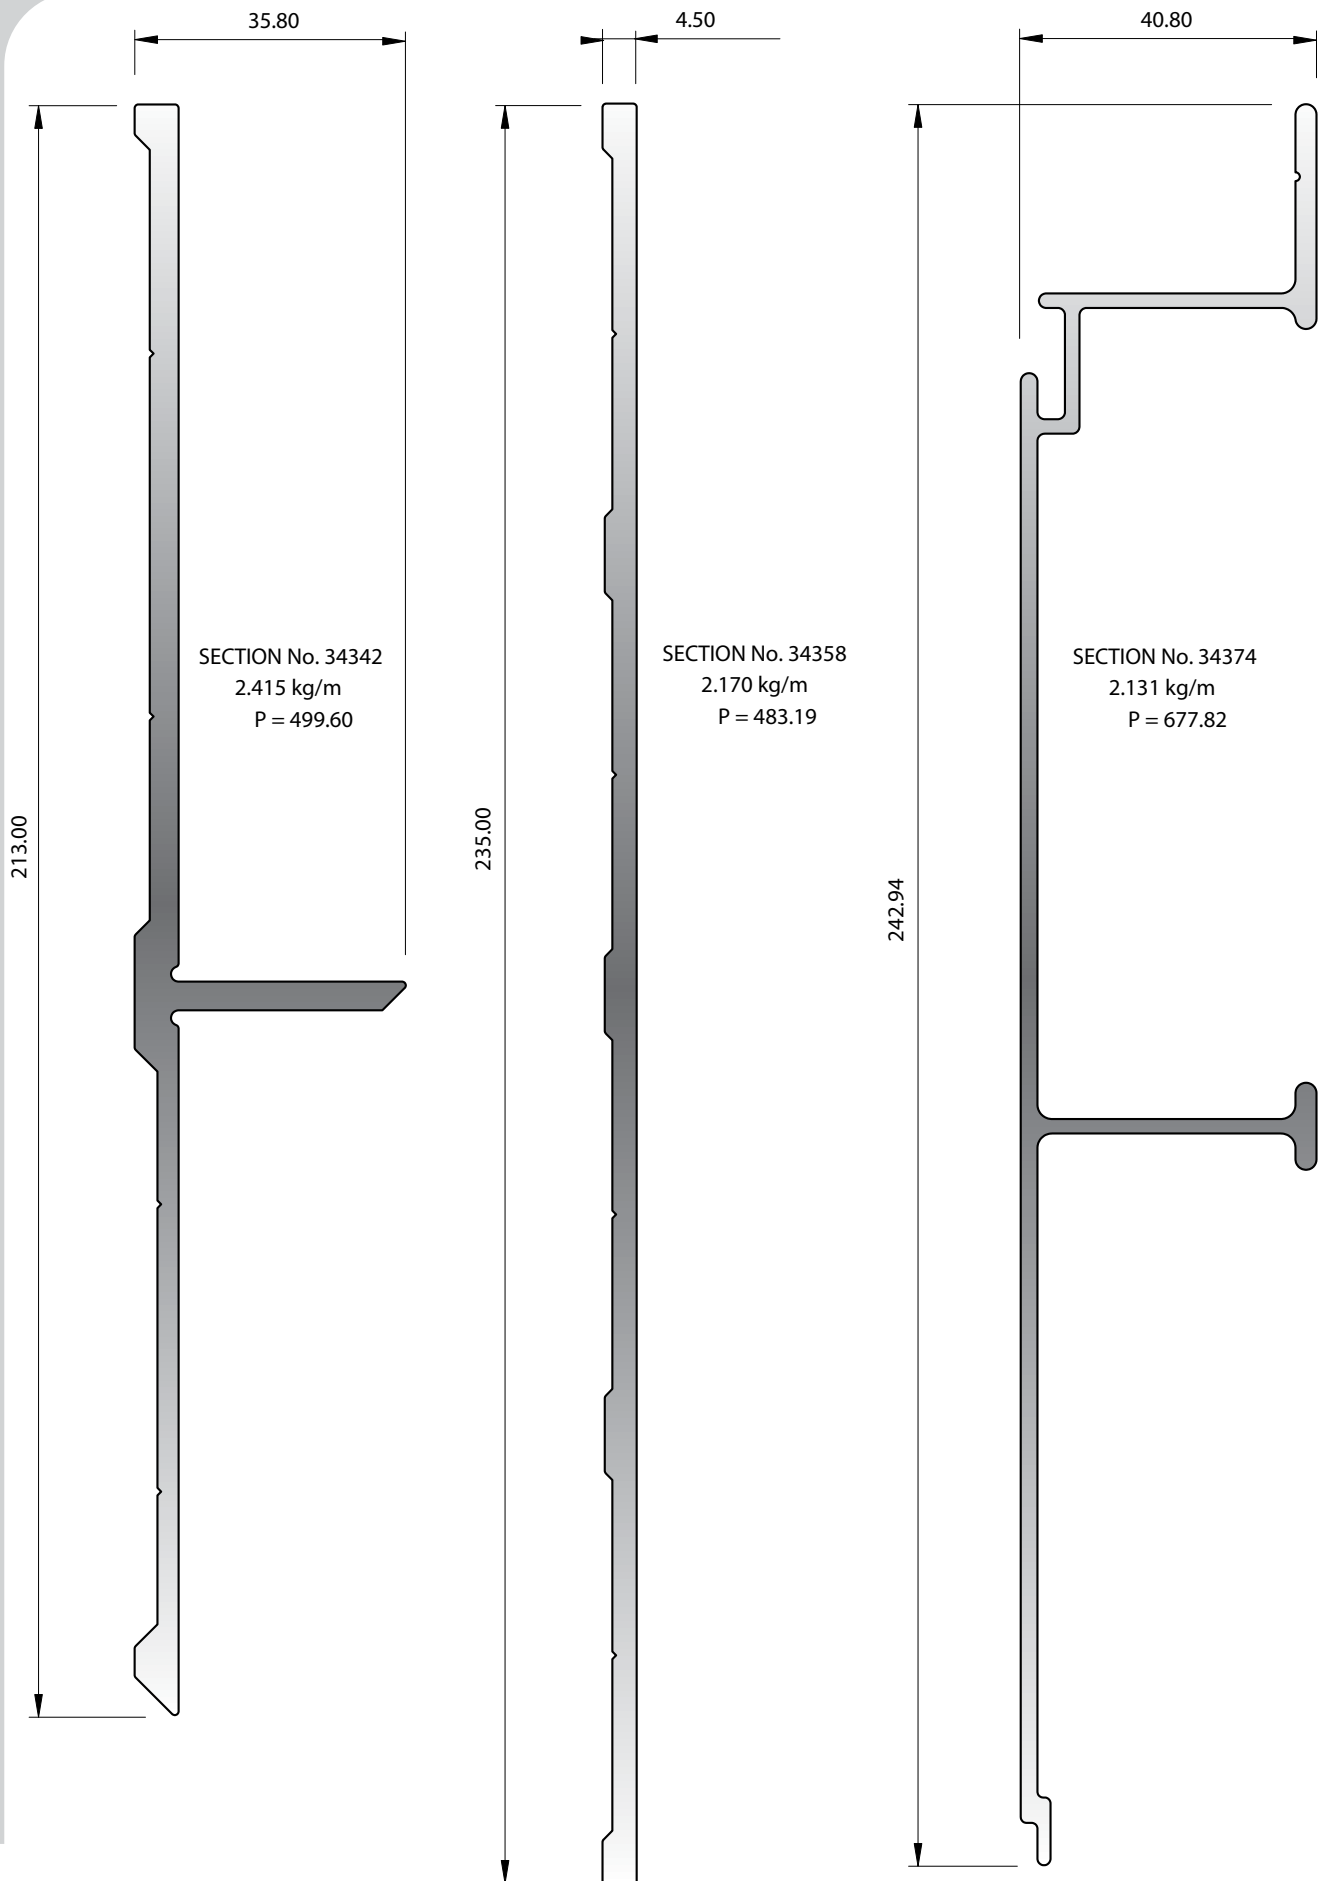 35.80
4.50
40.80
SECTION No. 34342
2.415 kg/m
P = 499.60
SECTION No. 34358
2.170 kg/m
P = 483.19
SECTION No. 34374
2.131 kg/m
P = 677.82
213.00
235.00
242.94